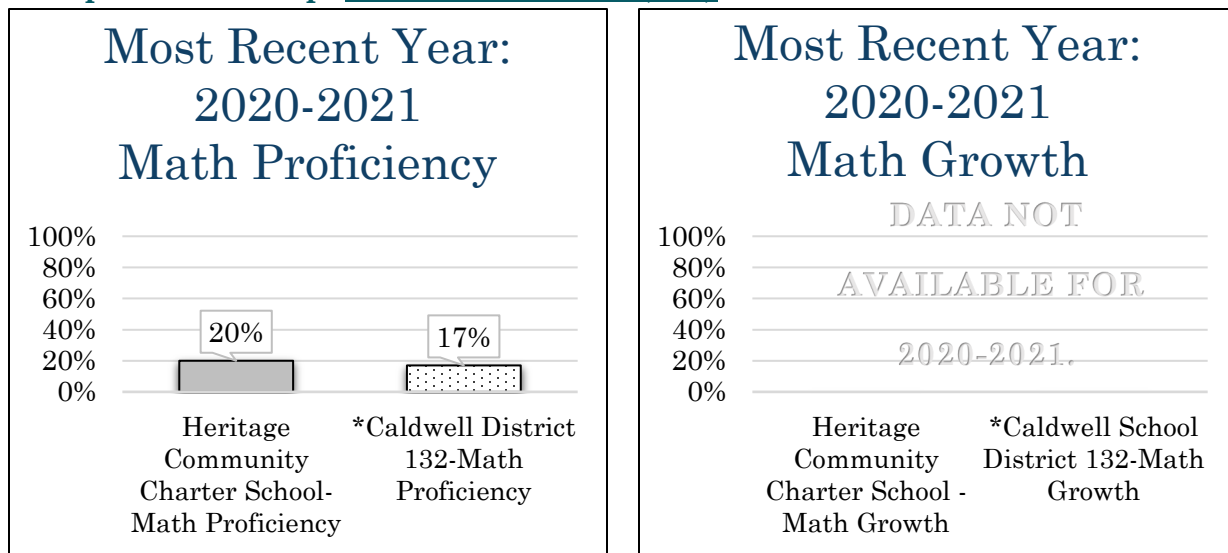 Most Recent Year:
2020-2021
Math Proficiency
100%
80%
60%
40%
20%
0%
20%
17%
Heritage
Community
Charter School-
Math Proficiency
*Caldwell District
132-Math
Proficiency
Most Recent Year:
2020-2021
Math Growth
DATA NOT
AVAILABLE FOR
2020-2021.
100%
80%
60%
40%
20%
0%
Heritage
Community
Charter School -
Math Growth
*Caldwell School
District 132-Math
Growth